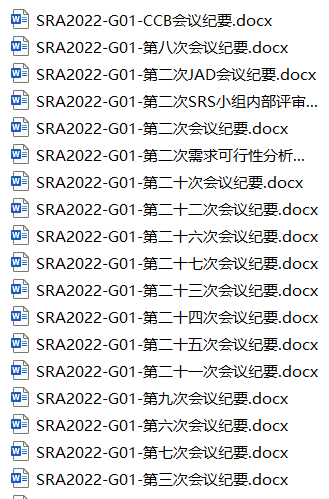 SRA2022-G01-CCB会议纪要.docx
SRA2022-G01-第八次会议纪要.docx
SRA2022-G01-第二次JAD会议纪要.docx
SRA2022-G01-第二次SRS小组内部评审...
SRA2022-G01-第二次会议纪要.docx
SRA2022-G01-第二次需求可行性分析...
SRA2022-G01-第二十次会议纪要.docx
SRA2022-G01-第二十二次会议纪要.docx
SRA2022-G01-第二十六次会议纪要.docx
SRA2022-G01-第二十七次会议纪要.docx
SRA2022-G01-第二十三次会议纪要.docx
SRA2022-G01-第二十四次会议纪要.docx
SRA2022-G01-第二十五次会议纪要.docx
SRA2022-G01-第二十一次会议纪要.docx
SRA2022-G01-第九次会议纪要.docx
SRA2022-G01-第六次会议纪要.docx
SRA2022-G01-第七次会议纪要.docx
SRA2022-G01-第三次会议纪要.docx